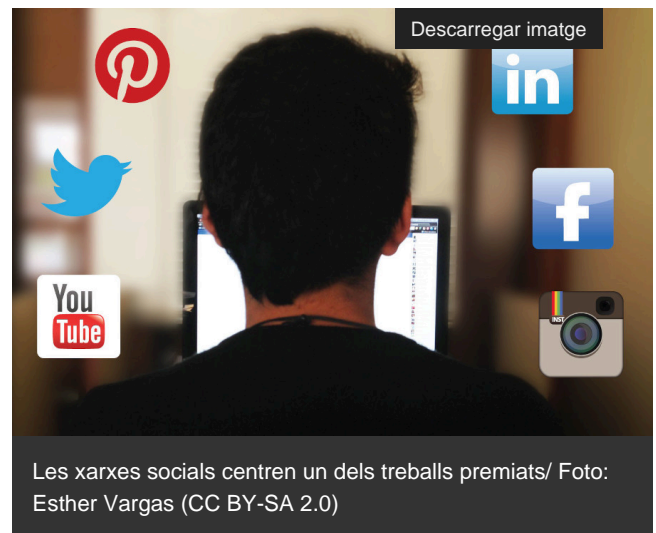 Descarregar imatge
in
f
You
Tube
INST
Les xarxes socials centren un dels treballs premiats/ Foto:
Esther Vargas (CC BY-SA 2.0)